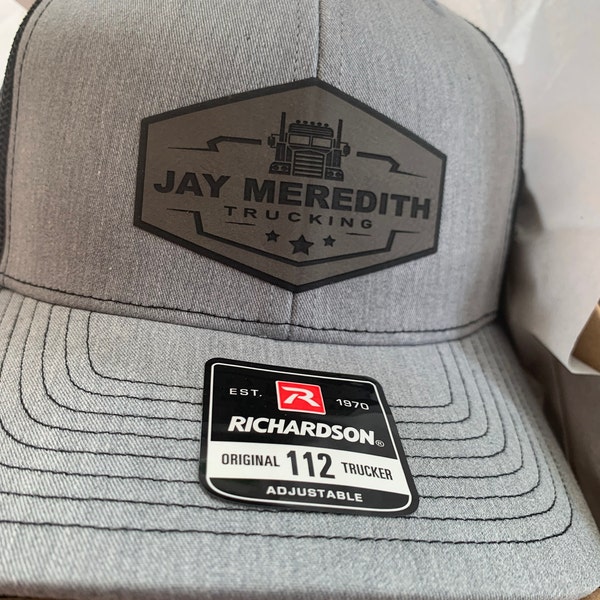 JAY MEREDITH
TRUCKING
EST. R 1970
RICHARDSON®
ORIGINAL 112 TRUCKER
ADJUSTABLE